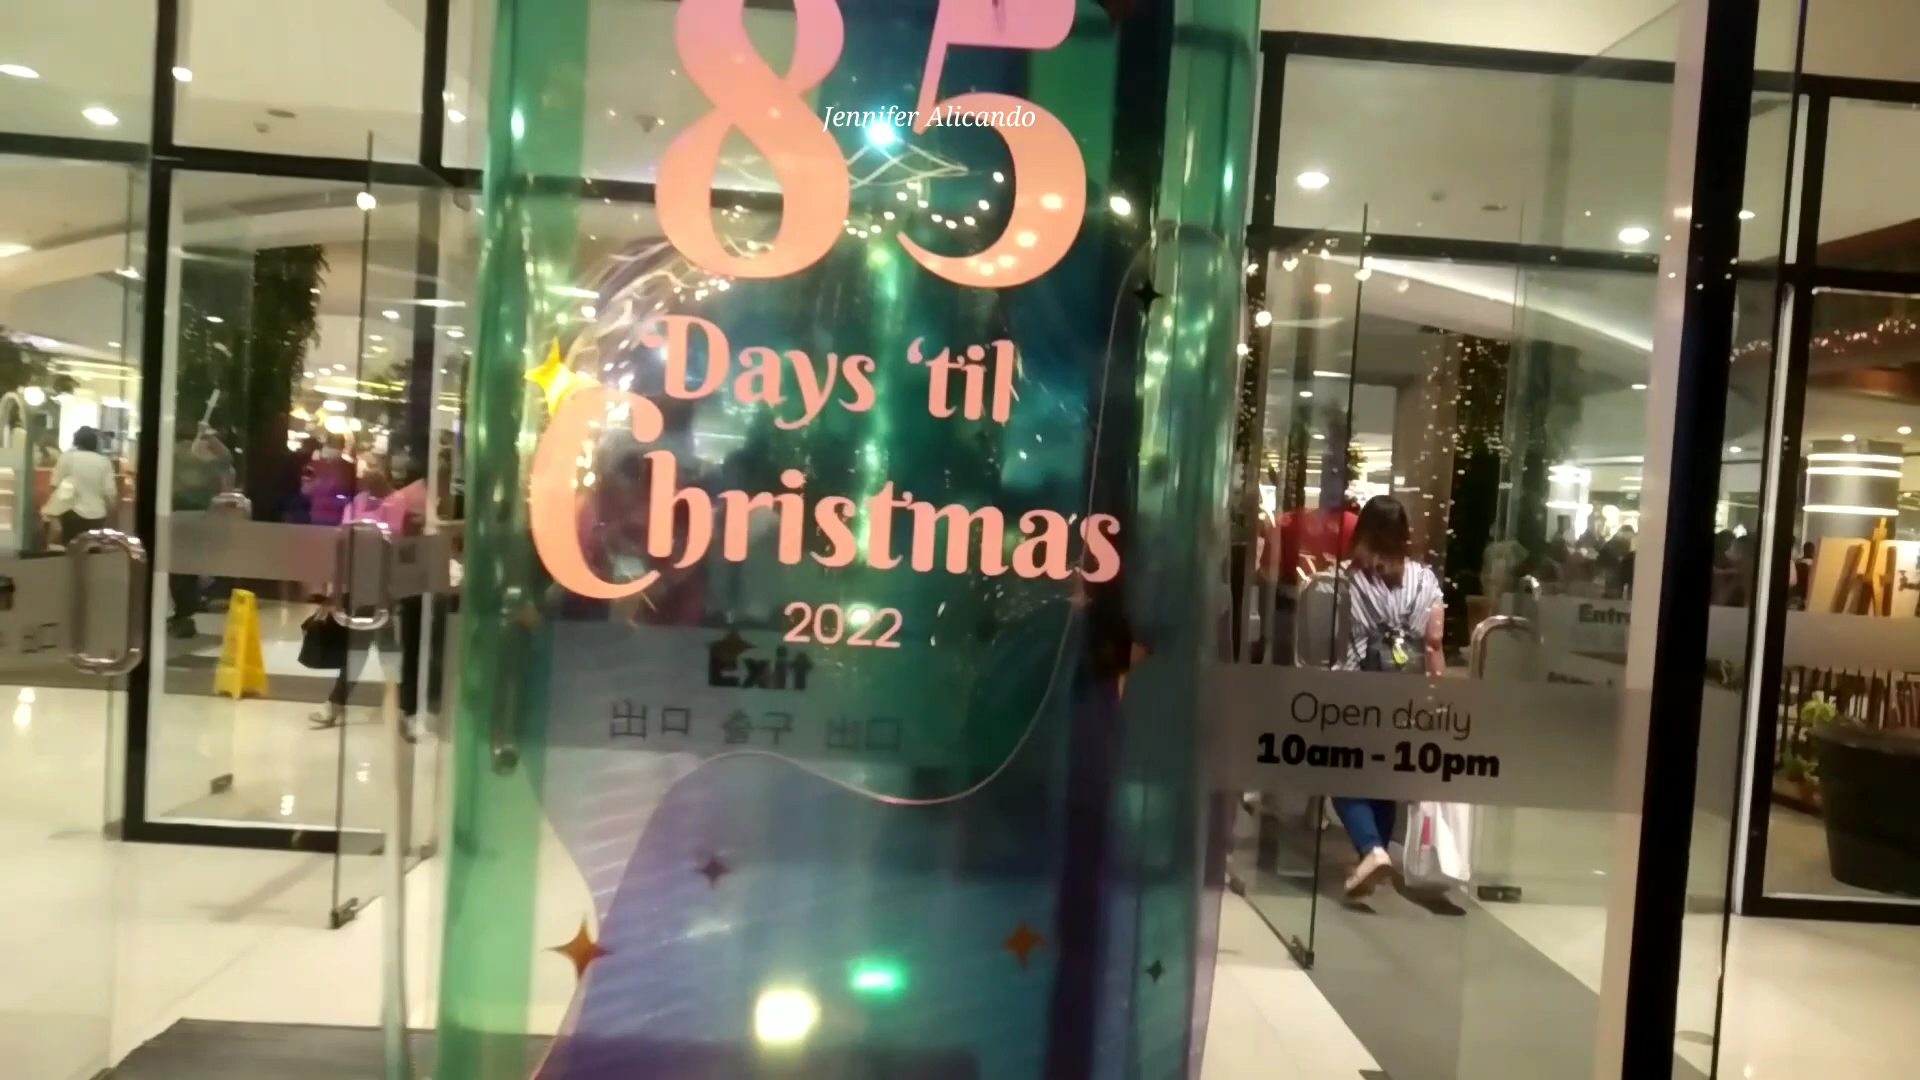 85
Jennifer Alicando
Days ‘til
Christmas
2022
Exit
出口 출구 出口
Open daily
10am - 10pm